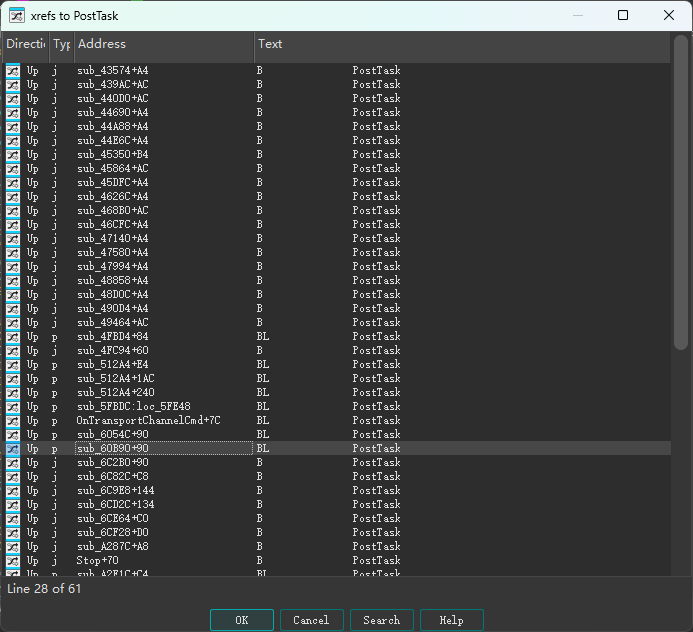 xrefs to PostTask
Directi Typ Address Text
Up j sub_43574+A4 B PostTask
Up j sub_439AC+AC B PostTask
Up j sub_440D0+AC B PostTask
Up j sub_44690+A4 B PostTask
Up j sub_44A88+A4 B PostTask
Up j sub_44E6C+A4 B PostTask
Up j sub_45350+B4 B PostTask
Up j sub_45864+AC B PostTask
Up j sub_45DFC+A4 B PostTask
Up j sub_4626C+A4 B PostTask
Up j sub_468B0+AC B PostTask
Up j sub_46CFC+A4 B PostTask
Up j sub_47140+A4 B PostTask
Up j sub_47580+A4 B PostTask
Up j sub_47994+A4 B PostTask
Up j sub_48858+A4 B PostTask
Up j sub_48D0C+A4 B PostTask
Up j sub_490D4+A4 B PostTask
Up j sub_49464+AC B PostTask
Up p sub_4FBD4+84 BL PostTask
Up j sub_4FC94+60 B PostTask
Up p sub_512A4+E4 BL PostTask
Up p sub_512A4+1AC BL PostTask
Up p sub_512A4+240 BL PostTask
Up p sub_5FBDC:loc_5FE48 BL PostTask
Up p OnTransportChannelCmd+7C BL PostTask
Up p sub_6054C+90 BL PostTask
Up p sub_60B90+90 BL PostTask
Up j sub_6C2B0+90 B PostTask
Up j sub_6C82C+C8 B PostTask
Up j sub_6C9E8+144 B PostTask
Up j sub_6CD2C+134 B PostTask
Up j sub_6CE64+C0 B PostTask
Up j sub_6CF28+D0 B PostTask
Up j sub_A287C+A8 B PostTask
Up j Stop+70 B PostTask
Up p sub_A2F1C+C4 BL PostTask
Line 28 of 61
OK Cancel Search Help